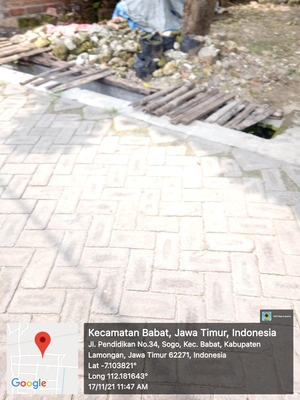 Kecamatan Babat, Jawa Timur, Indonesia
Jl. Pendidikan No.34, Sogo, Kec. Babat, Kabupaten
Lamongan, Jawa Timur 62271, Indonesia
Lat -7.103821°
Long 112.181643°
17/11/21 11:47 AM
Google